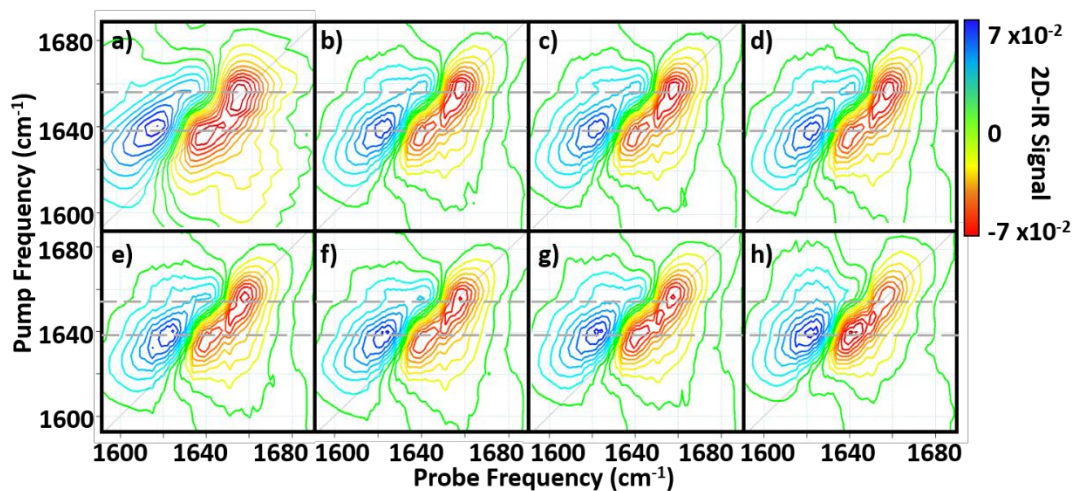 a) b) c) d)
1680
1640
1600
e) f) g) h)
1680
1640
1600
1600 1640 1680 1600 1640 1680 1600 1640 1680 1600 1640 1680
Probe Frequency (cm⁻¹)
Pump Frequency (cm⁻¹)
7 x10⁻²
0
-7 x10⁻²
2D-IR Signal